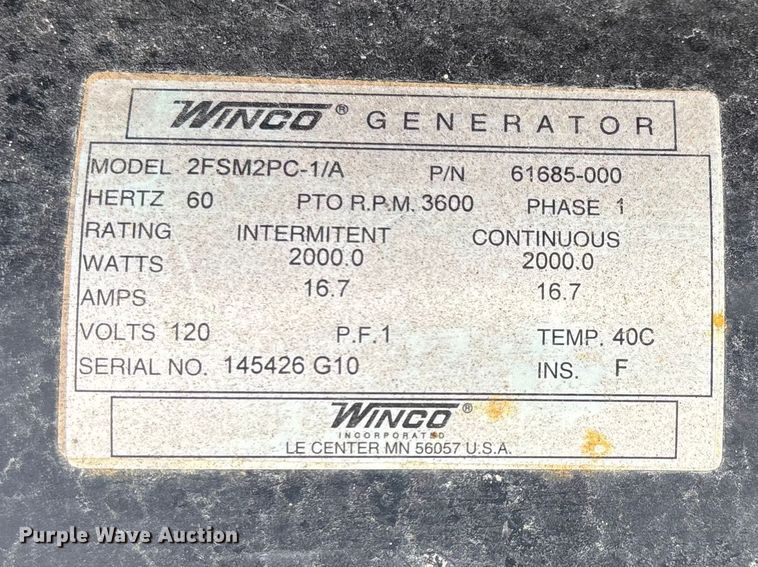 WINCO® GENERATOR
MODEL 2FSM2PC-1/A P/N 61685-000
HERTZ 60 PTO R.P.M. 3600 PHASE 1
RATING INTERMITENT CONTINUOUS
WATTS 2000.0 2000.0
AMPS 16.7 16.7
VOLTS 120 P.F. 1 TEMP. 40C
SERIAL NO. 145426 G10 INS. F
WINCO®
INCORPORATED
LE CENTER MN 56057 U.S.A.
Purple Wave Auction